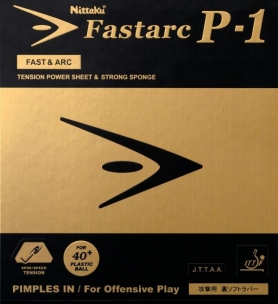 Nittaku
Fastarc P-1
FAST & ARC
TENSION POWER SHEET & STRONG SPONGE
SPIN/SPEED
TENSION
FOR
40+
PLASTIC
BALL
J.T.T.A.A.
ITTF
PIMPLES IN / For Offensive Play
攻撃用 裏ソフトラバー